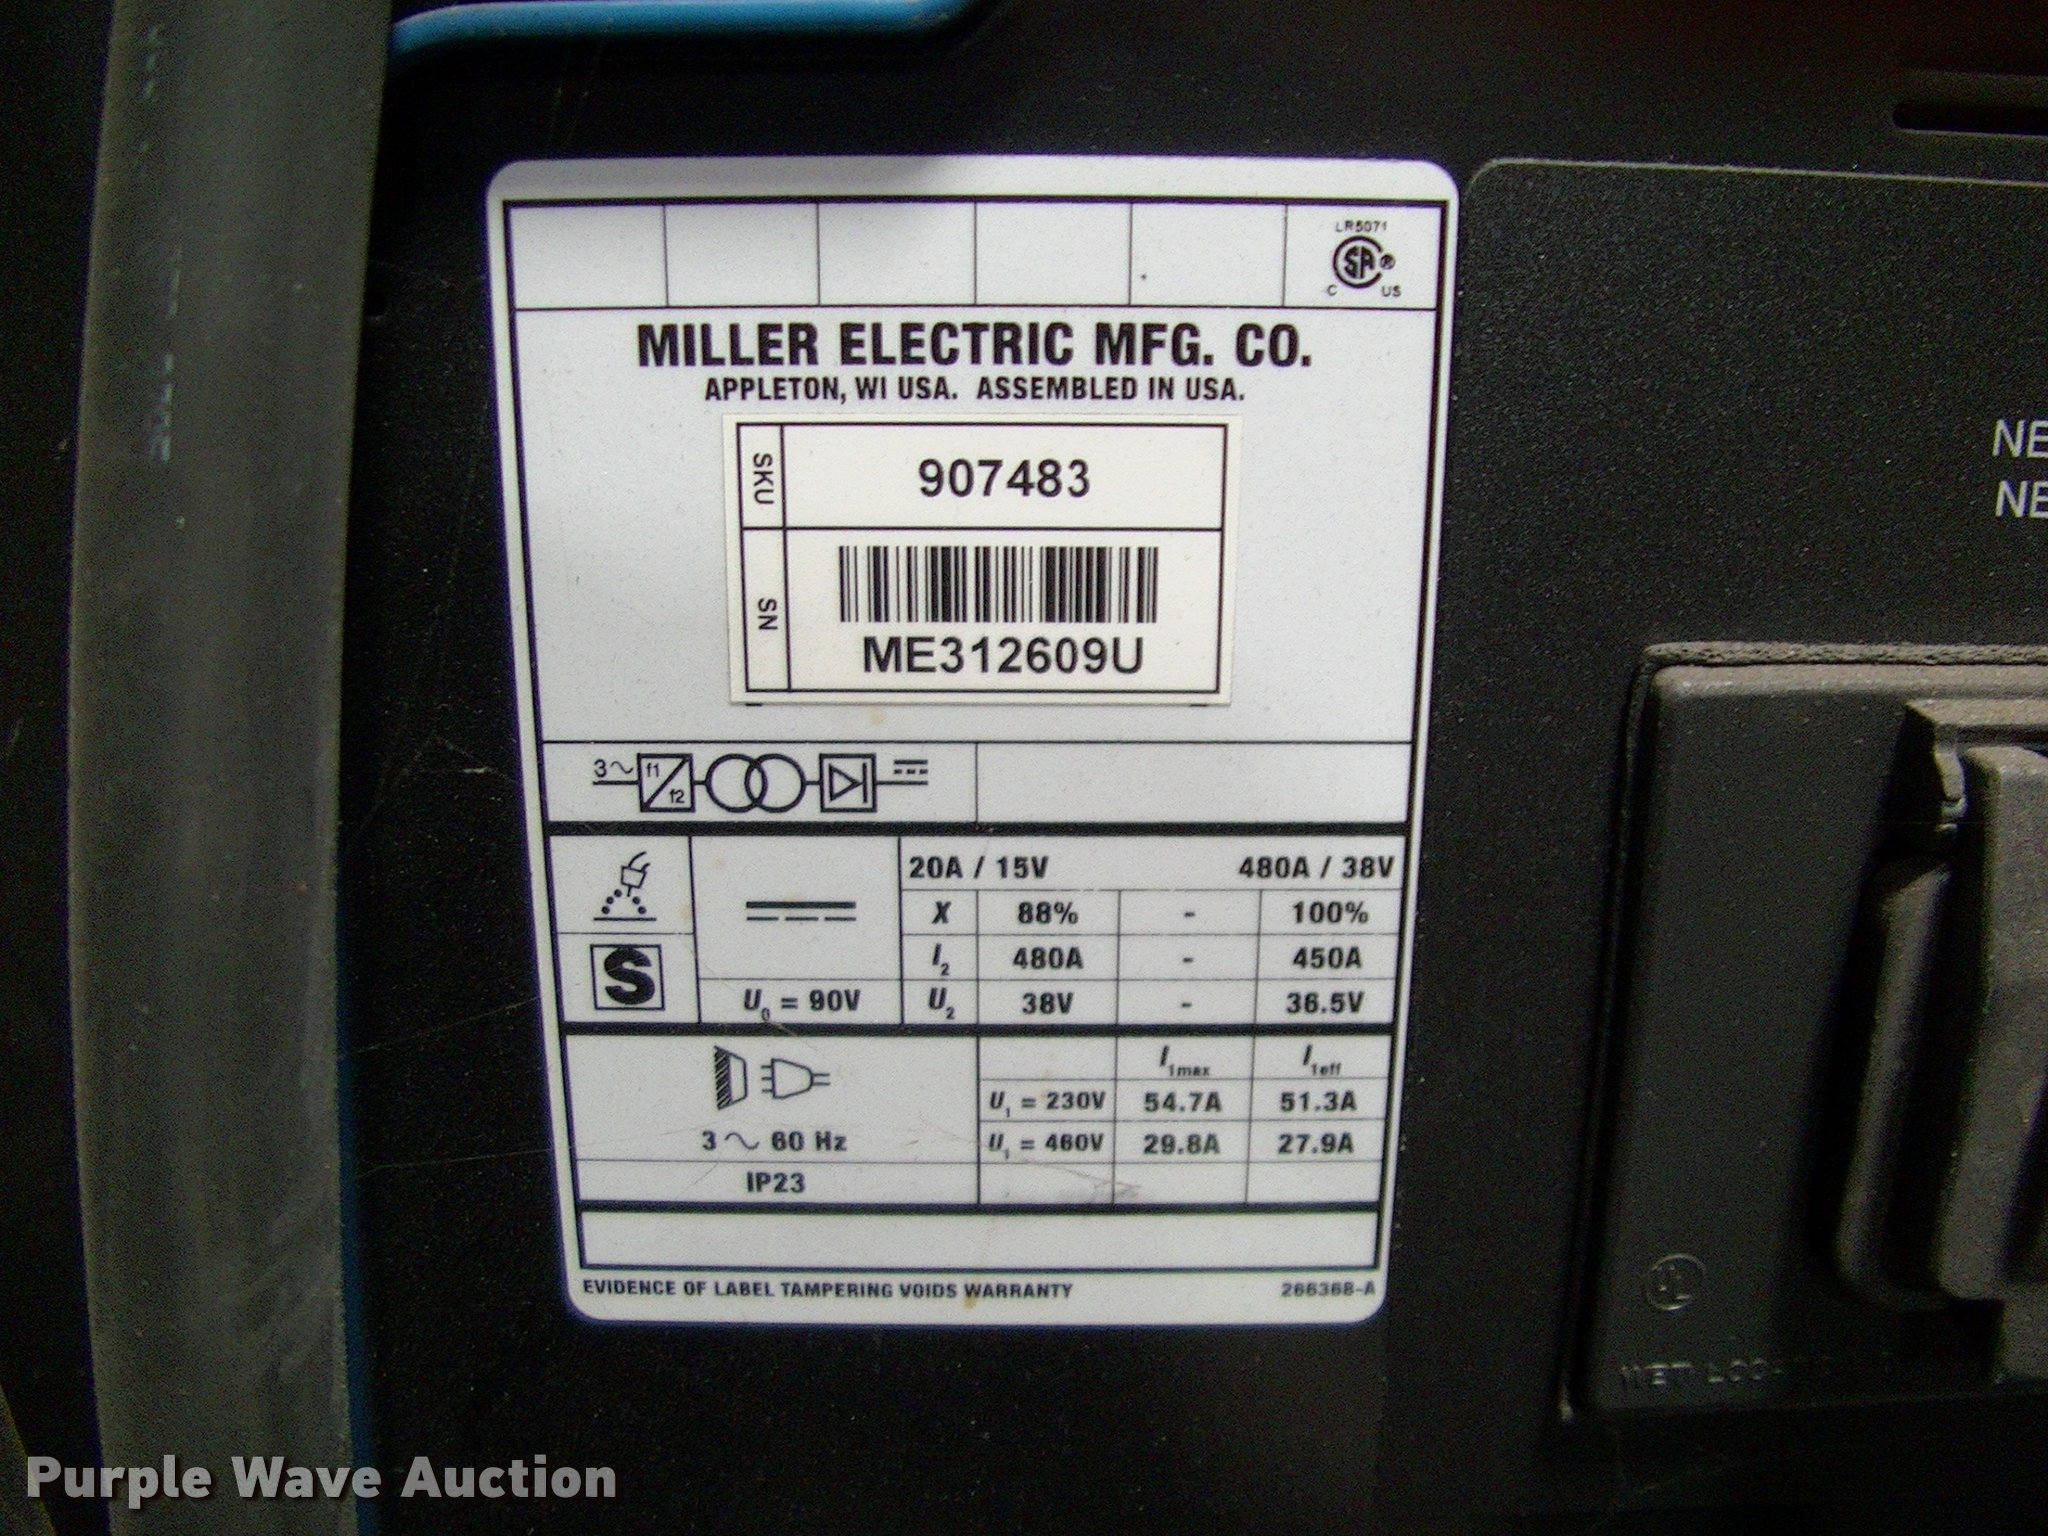 LR5071
SA ®
C US
MILLER ELECTRIC MFG. CO.
APPLETON, WI USA. ASSEMBLED IN USA.
SKU 907483
SN
ME312609U
3~ f1 f2
20A / 15V 480A / 38V
X 88% - 100%
I2 480A - 450A
S U0 = 90V U2 38V - 36.5V
I1max I1eff
U1 = 230V 54.7A 51.3A
3 ~ 60 Hz U1 = 460V 29.8A 27.9A
IP23
EVIDENCE OF LABEL TAMPERING VOIDS WARRANTY 266368-A
NE
NE
UL
WET
Purple Wave Auction